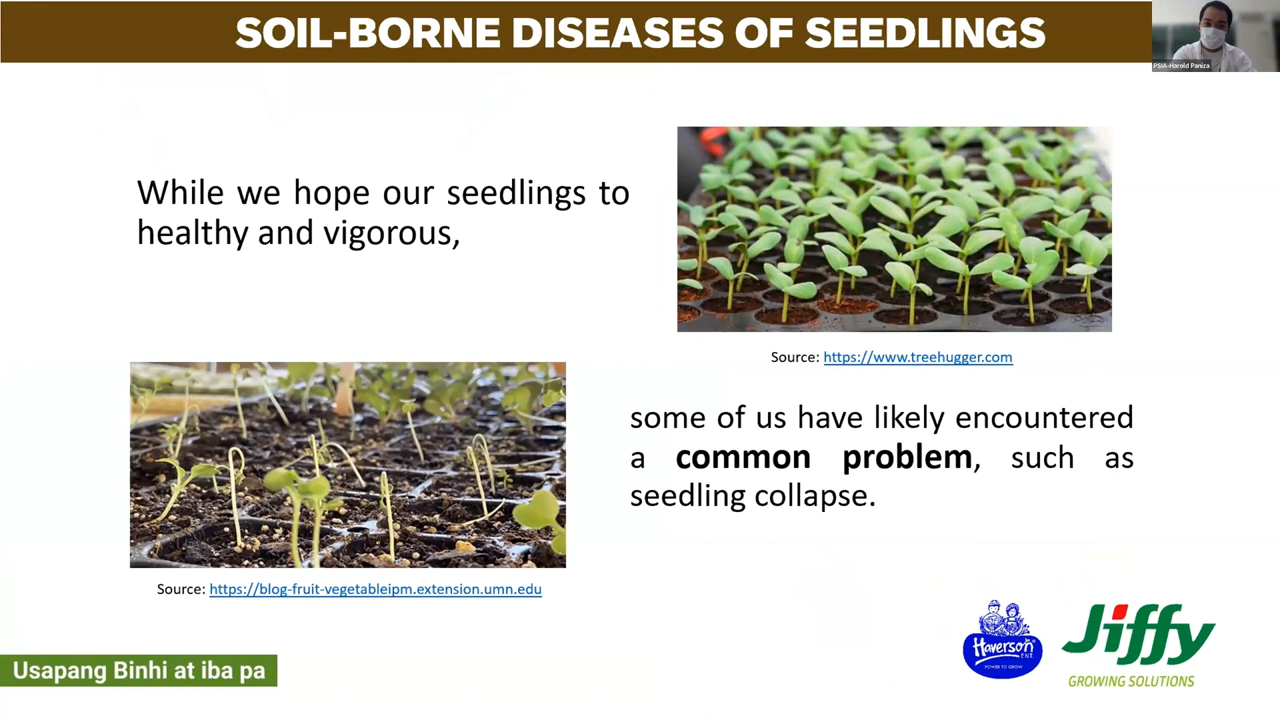 SOIL-BORNE DISEASES OF SEEDLINGS
PSIA-Harold Paniza
While we hope our seedlings to
healthy and vigorous,
Source: https://www.treehugger.com
some of us have likely encountered
a common problem, such as
seedling collapse.
Source: https://blog-fruit-vegetableipm.extension.umn.edu
Haverson
ENT.
POWER TO GROW
Jiffy
GROWING SOLUTIONS
Usapang Binhi at iba pa